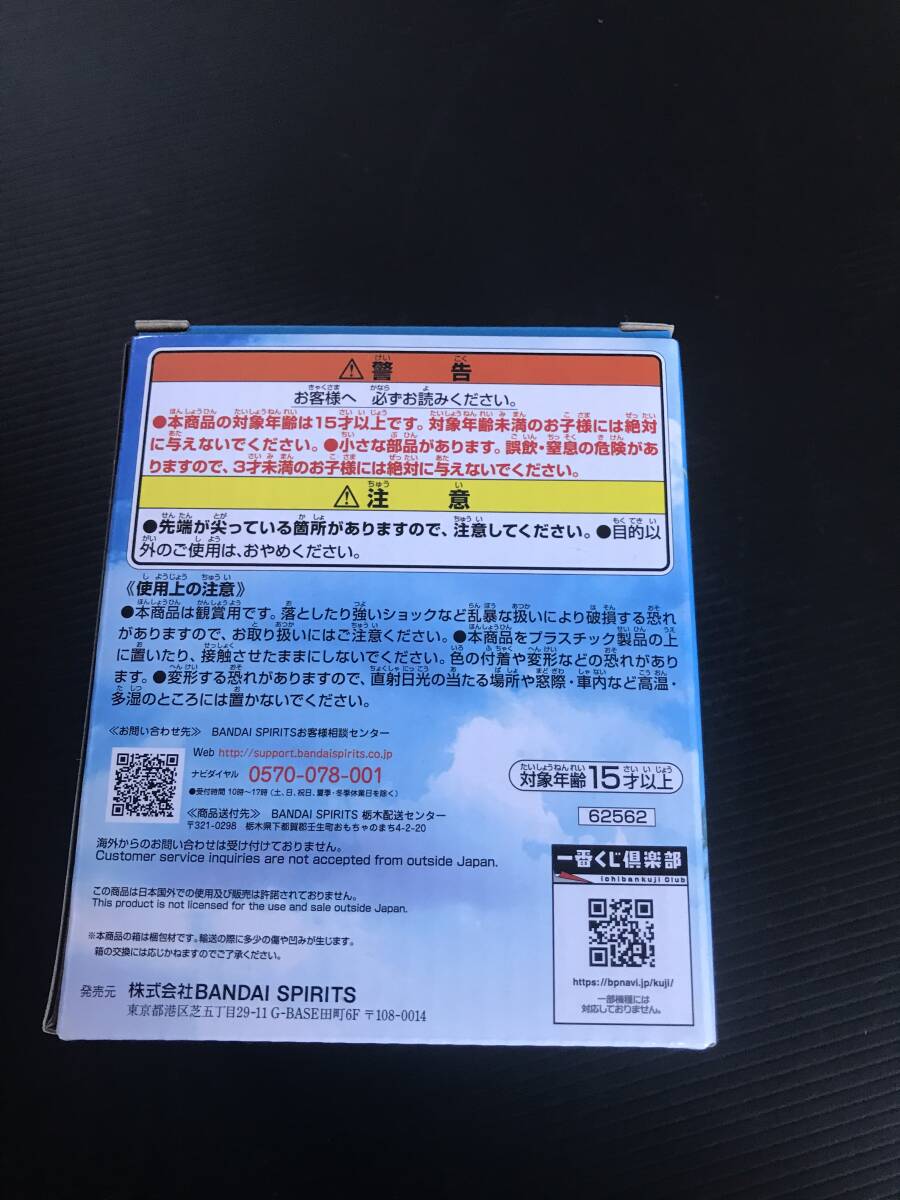 ⚠警告
お客様へ 必ずお読みください。
●本商品の対象年齢は15才以上です。対象年齢未満のお子様には絶対
に与えないでください。●小さな部品があります。誤飲・窒息の危険があ
りますので、3才未満のお子様には絶対に与えないでください。
⚠注意
●先端が尖っている箇所がありますので、注意してください。●目的以
外のご使用は、おやめください。
《使用上の注意》
●本商品は観賞用です。落としたり強いショックなど乱暴な扱いにより破損する恐れ
がありますので、お取り扱いにはご注意ください。●本商品をプラスチック製品の上
に置いたり、接触させたままにしないでください。色の付着や変形などの恐れがあり
ます。●変形する恐れがありますので、直射日光の当たる場所や窓際・車内など高温・
多湿のところには置かないでください。
≪お問い合わせ先≫ BANDAI SPIRITSお客様相談センター
Web http://support.bandaispirits.co.jp
ナビダイヤル 0570-078-001
●受付時間 10時〜17時(土、日、祝日、夏季・冬季休業日を除く)
≪商品送付先≫ BANDAI SPIRITS 栃木配送センター
〒321-0298 栃木県下都賀郡壬生町おもちゃのまち4-2-20
海外からのお問い合わせは受け付けておりません。
Customer service inquiries are not accepted from outside Japan.
この商品は日本国外での使用及び販売は許諾されておりません。
This product is not licensed for the use and sale outside Japan.
※本商品の箱は梱包材です。輸送の際に多少の傷や凹みが生じます。
箱の交換には応じかねますのでご了承ください。
発売元 株式会社BANDAI SPIRITS
東京都港区芝五丁目29-11 G-BASE田町6F 〒108-0014
対象年齢15才以上
62562
一番くじ倶楽部
ichibankuji Club
https://bpnavi.jp/kuji/
一部機種には
対応しておりません。